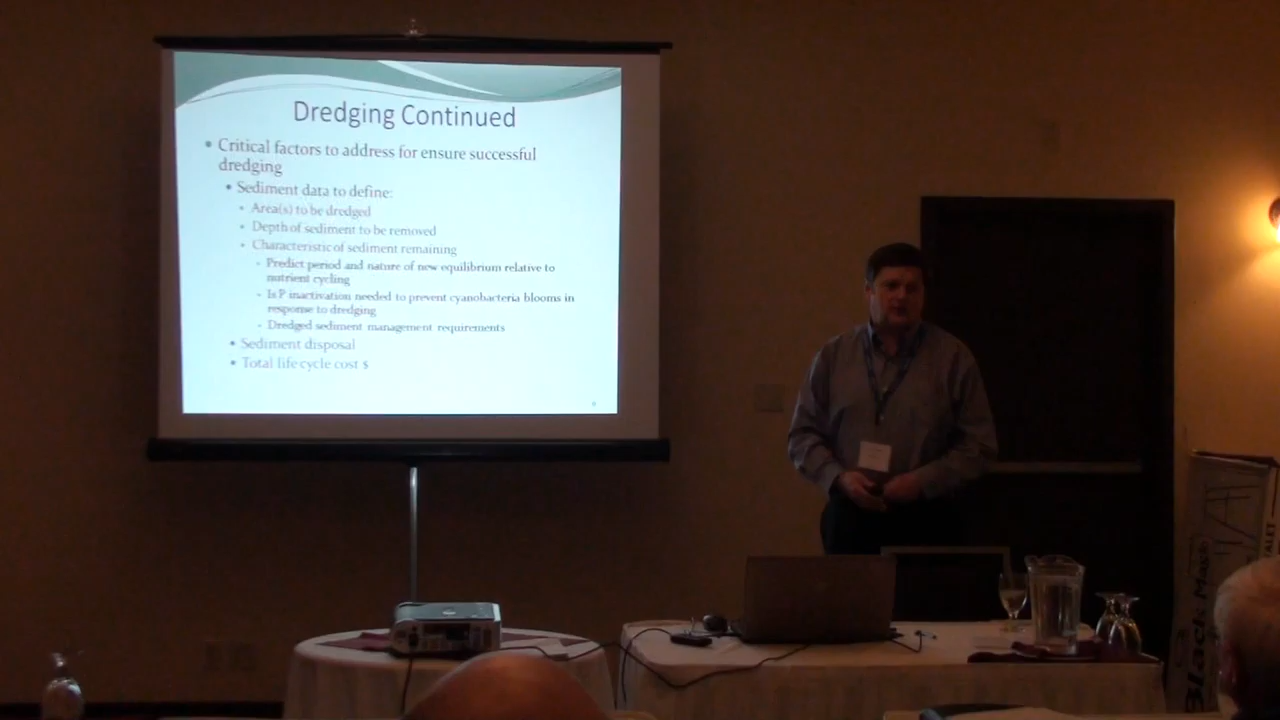 Dredging Continued
• Critical factors to address for ensure successful
dredging
• Sediment data to define:
• Area(s) to be dredged
• Depth of sediment to be removed
• Characteristic of sediment remaining
• Predict period and nature of new equilibrium relative to
nutrient cycling
• Is P inactivation needed to prevent cyanobacteria blooms in
response to dredging
• Dredged sediment management requirements
• Sediment disposal
• Total life cycle cost $
Black Magic
VALET